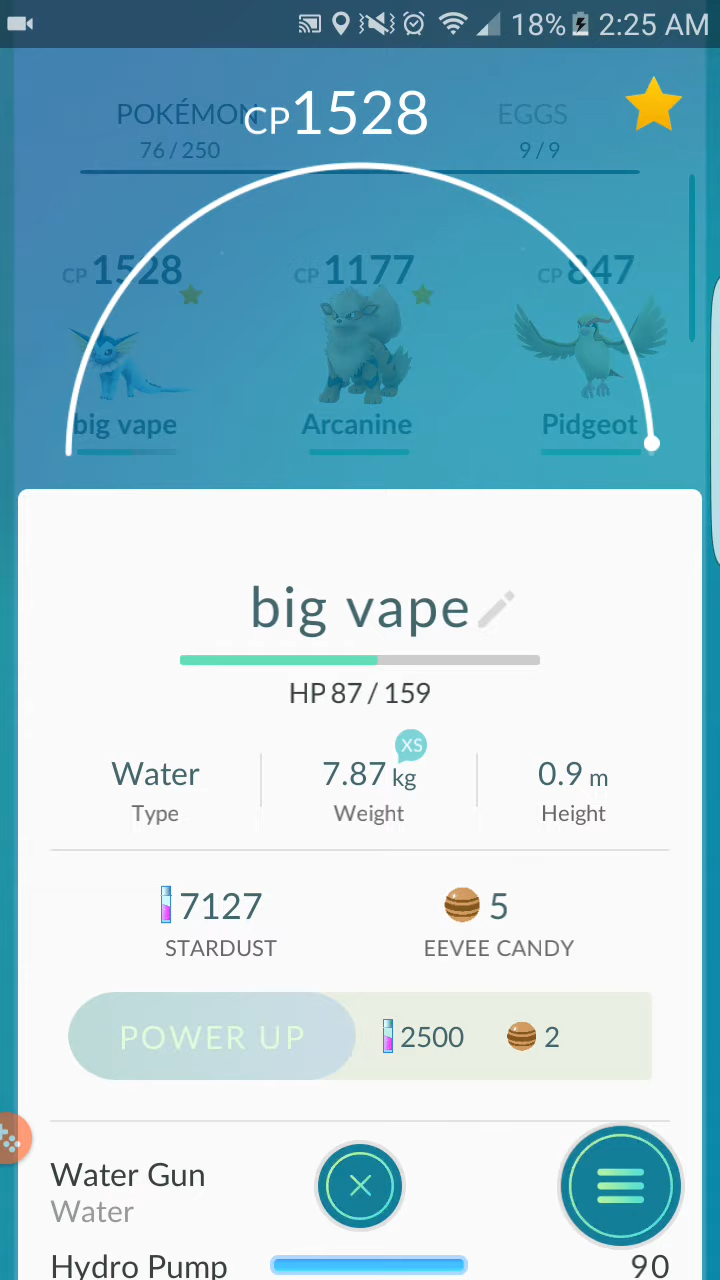 18% 2:25 AM
POKÉMON CP1528 EGGS
76/250 9/9
CP 1528 CP 1177 CP 847
big vape Arcanine Pidgeot
big vape
HP 87 / 159
XS
Water 7.87 kg 0.9 m
Type Weight Height
7127 5
STARDUST EEVEE CANDY
POWER UP 2500 2
Water Gun
Water
Hydro Pump 90